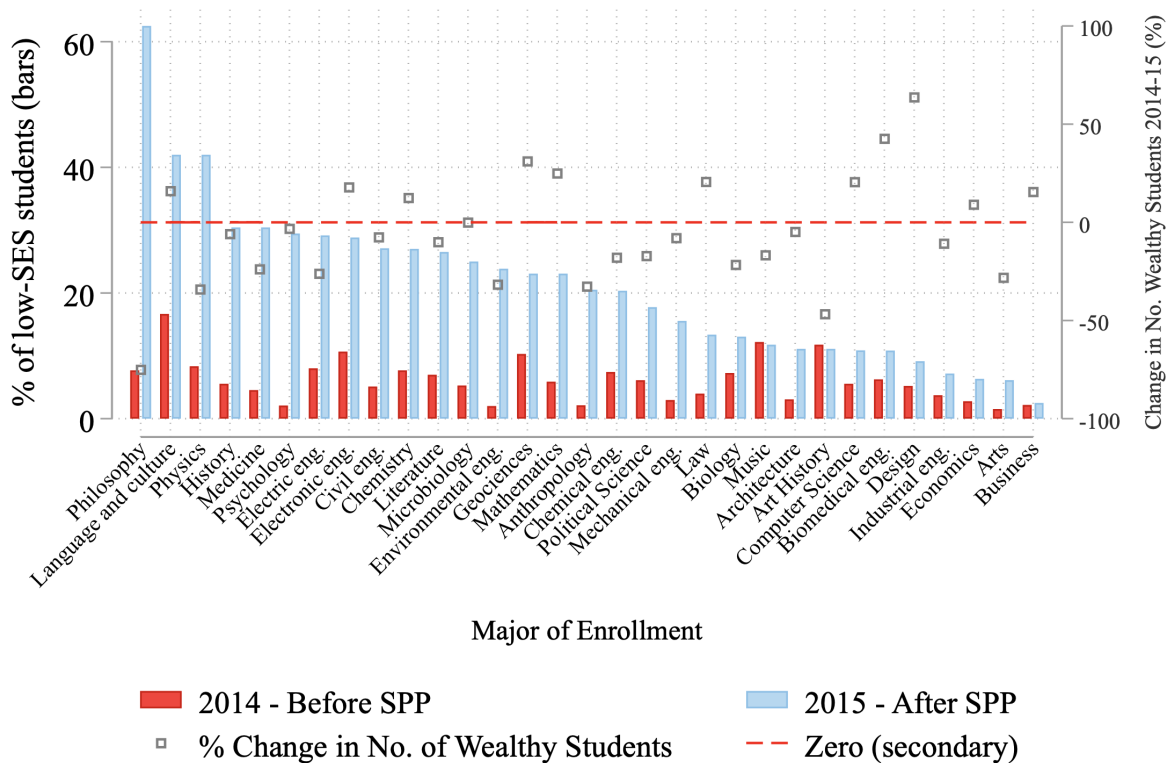 % of low-SES students (bars)
60
40
20
0
Change in No. Wealthy Students 2014-15 (%)
100
50
0
-50
-100
Philosophy
Language and culture
Physics
History
Medicine
Psychology
Electric eng.
Electronic eng.
Civil eng.
Chemistry
Literature
Microbiology
Environmental eng.
Geociences
Mathematics
Anthropology
Chemical eng.
Political Science
Mechanical eng.
Law
Biology
Music
Architecture
Art History
Computer Science
Biomedical eng.
Design
Industrial eng.
Economics
Arts
Business
Major of Enrollment
2014 - Before SPP
2015 - After SPP
% Change in No. of Wealthy Students
Zero (secondary)